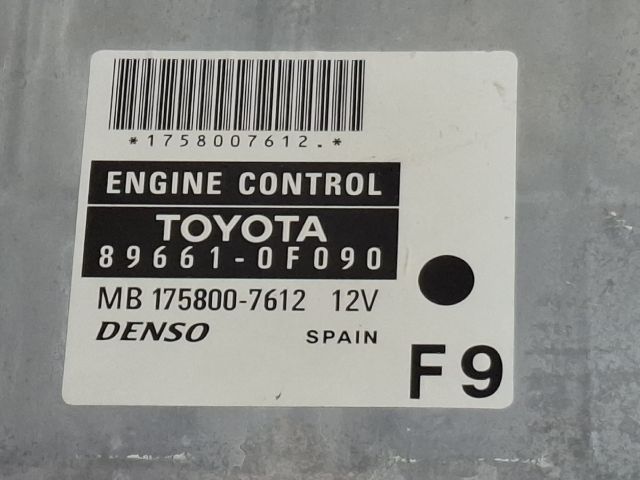 *1758007612.*
ENGINE CONTROL
TOYOTA
89661-0F090
MB 175800-7612 12V
DENSO SPAIN
F9